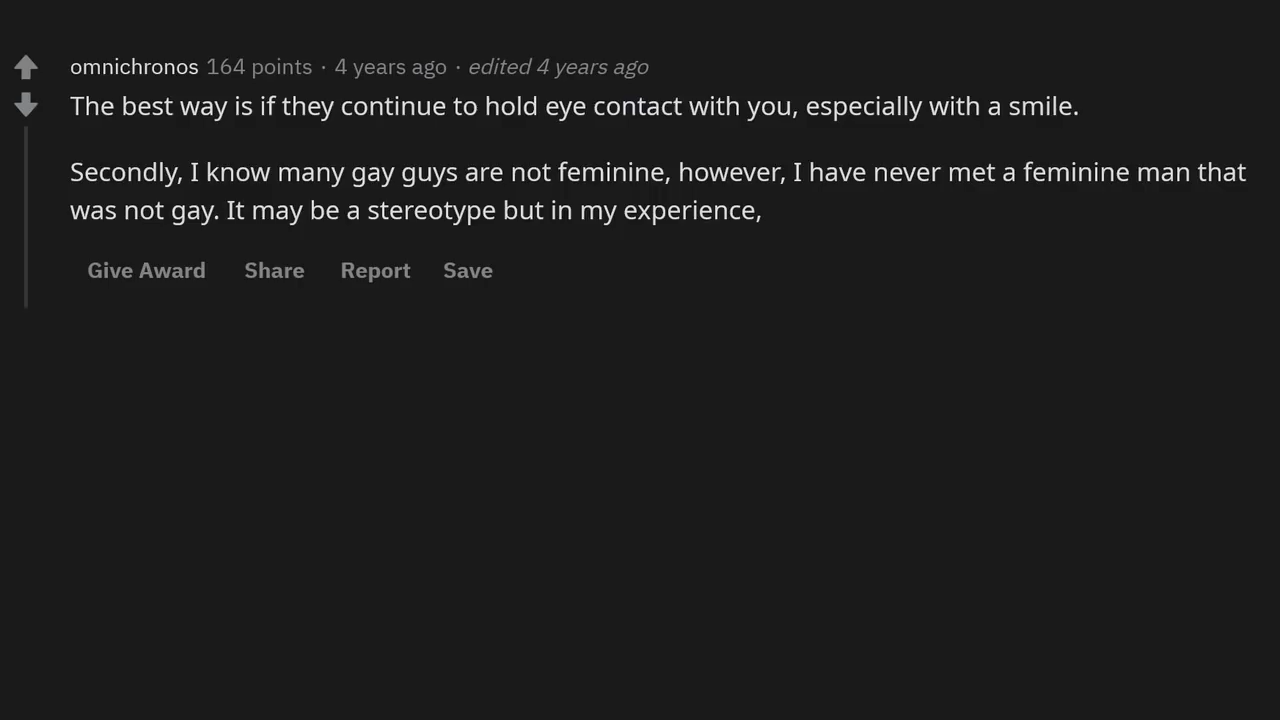 omnichronos 164 points · 4 years ago · edited 4 years ago
The best way is if they continue to hold eye contact with you, especially with a smile.
Secondly, I know many gay guys are not feminine, however, I have never met a feminine man that
was not gay. It may be a stereotype but in my experience,
Give Award Share Report Save